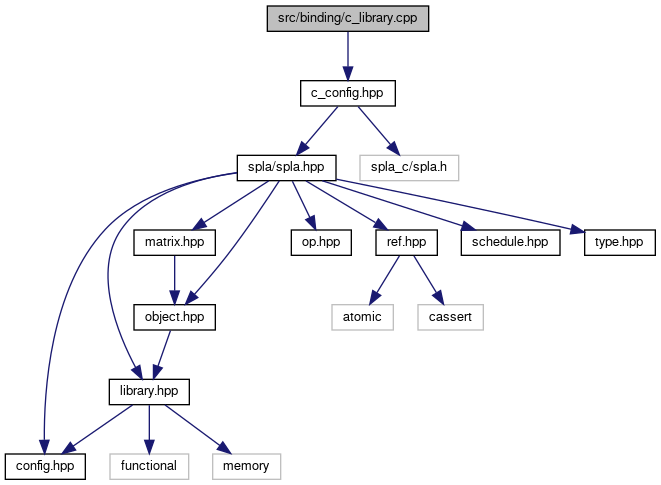 src/binding/c_library.cpp
c_config.hpp
spla/spla.hpp
spla_c/spla.h
matrix.hpp
op.hpp
ref.hpp
schedule.hpp
type.hpp
object.hpp
atomic
cassert
library.hpp
config.hpp
functional
memory